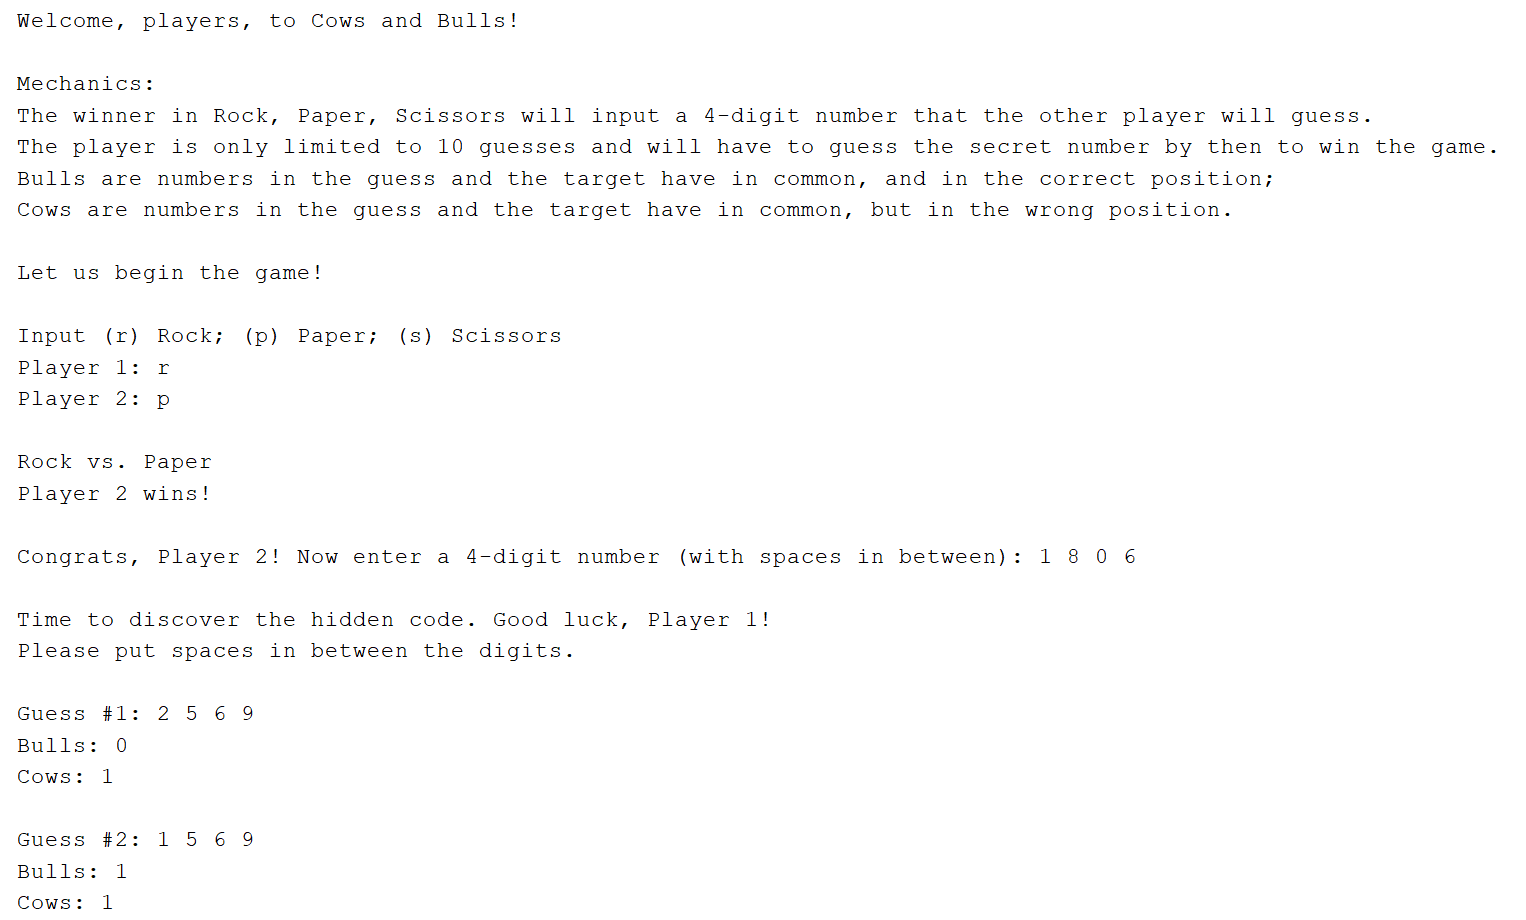 Welcome, players, to Cows and Bulls!
Mechanics:
The winner in Rock, Paper, Scissors will input a 4-digit number that the other player will guess.
The player is only limited to 10 guesses and will have to guess the secret number by then to win the game.
Bulls are numbers in the guess and the target have in common, and in the correct position;
Cows are numbers in the guess and the target have in common, but in the wrong position.
Let us begin the game!
Input (r) Rock; (p) Paper; (s) Scissors
Player 1: r
Player 2: p
Rock vs. Paper
Player 2 wins!
Congrats, Player 2! Now enter a 4-digit number (with spaces in between): 1 8 0 6
Time to discover the hidden code. Good luck, Player 1!
Please put spaces in between the digits.
Guess #1: 2 5 6 9
Bulls: 0
Cows: 1
Guess #2: 1 5 6 9
Bulls: 1
Cows: 1